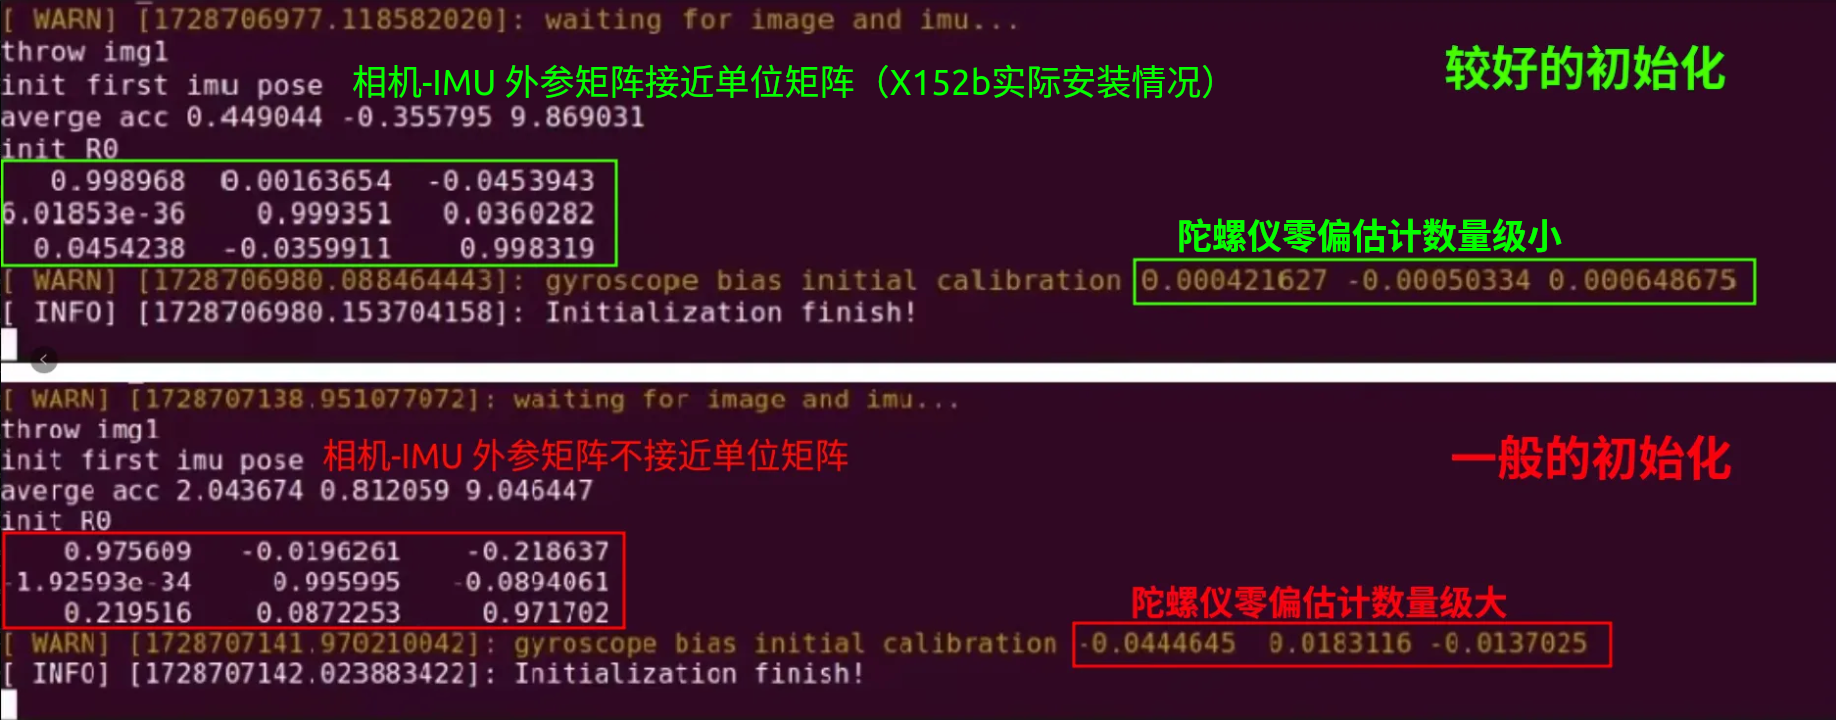 [ WARN] [1728706977.118582020]: waiting for image and imu...
throw img1
较好的初始化
init first imu pose 相机-IMU 外参矩阵接近单位矩阵（X152b实际安装情况）
averge acc 0.449044 -0.355795 9.869031
init R0
0.998968 0.00163654 -0.0453943
6.01853e-36 0.999351 0.0360282
陀螺仪零偏估计数量级小
0.0454238 -0.0359911 0.998319
[ WARN] [1728706980.088464443]: gyroscope bias initial calibration 0.000421627 -0.00050334 0.000648675
[ INFO] [1728706980.153704158]: Initialization finish!
[ WARN] [1728707138.951077072]: waiting for image and imu...
throw img1
init first imu pose 相机-IMU 外参矩阵不接近单位矩阵
一般的初始化
averge acc 2.043674 0.812059 9.046447
init R0
0.975609 -0.0196261 -0.218637
-1.92593e-34 0.995995 -0.0894061
陀螺仪零偏估计数量级大
0.219516 0.0872253 0.971702
[ WARN] [1728707141.970210042]: gyroscope bias initial calibration -0.0444645 0.0183116 -0.0137025
[ INFO] [1728707142.023883422]: Initialization finish!